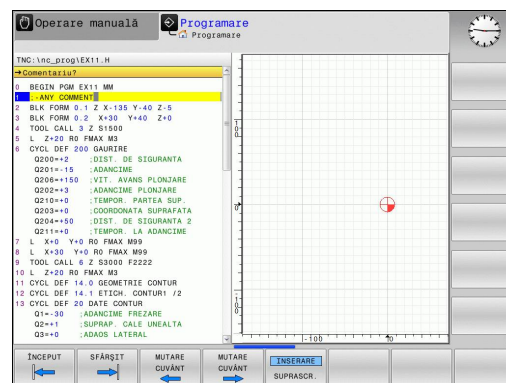 Operare manuală
Programare
Programare
TNC:\nc_prog\EX11.H
→Comentariu?
0 BEGIN PGM EX11 MM
1 ;-ANY COMMENT
2 BLK FORM 0.1 Z X-135 Y-40 Z-5
3 BLK FORM 0.2 X+30 Y+40 Z+0
4 TOOL CALL 3 Z S1500
5 L Z+20 R0 FMAX M3
6 CYCL DEF 200 GAURIRE
Q200=+2 ;DIST. DE SIGURANTA
Q201=-15 ;ADANCIME
Q206=+150 ;VIT. AVANS PLONJARE
Q202=+3 ;ADANCIME PLONJARE
Q210=+0 ;TEMPOR. PARTEA SUP.
Q203=+0 ;COORDONATA SUPRAFATA
Q204=+50 ;DIST. DE SIGURANTA 2
Q211=+0 ;TEMPOR. LA ADANCIME
7 L X+0 Y+0 R0 FMAX M99
8 L X+30 Y+0 R0 FMAX M99
9 TOOL CALL 6 Z S3000 F2222
10 L Z+20 R0 FMAX M3
11 CYCL DEF 14.0 GEOMETRIE CONTUR
12 CYCL DEF 14.1 ETICH. CONTUR1 /2
13 CYCL DEF 20 DATE CONTUR
Q1=-30 ;ADANCIME FREZARE
Q2=+1 ;SUPRAP. CALE UNEALTA
Q3=+0 ;ADAOS LATERAL
100
0
-100
-100
0
ÎNCEPUT
SFÂRŞIT
MUTARE CUVÂNT
MUTARE CUVÂNT
INSERARE
SUPRASCR.